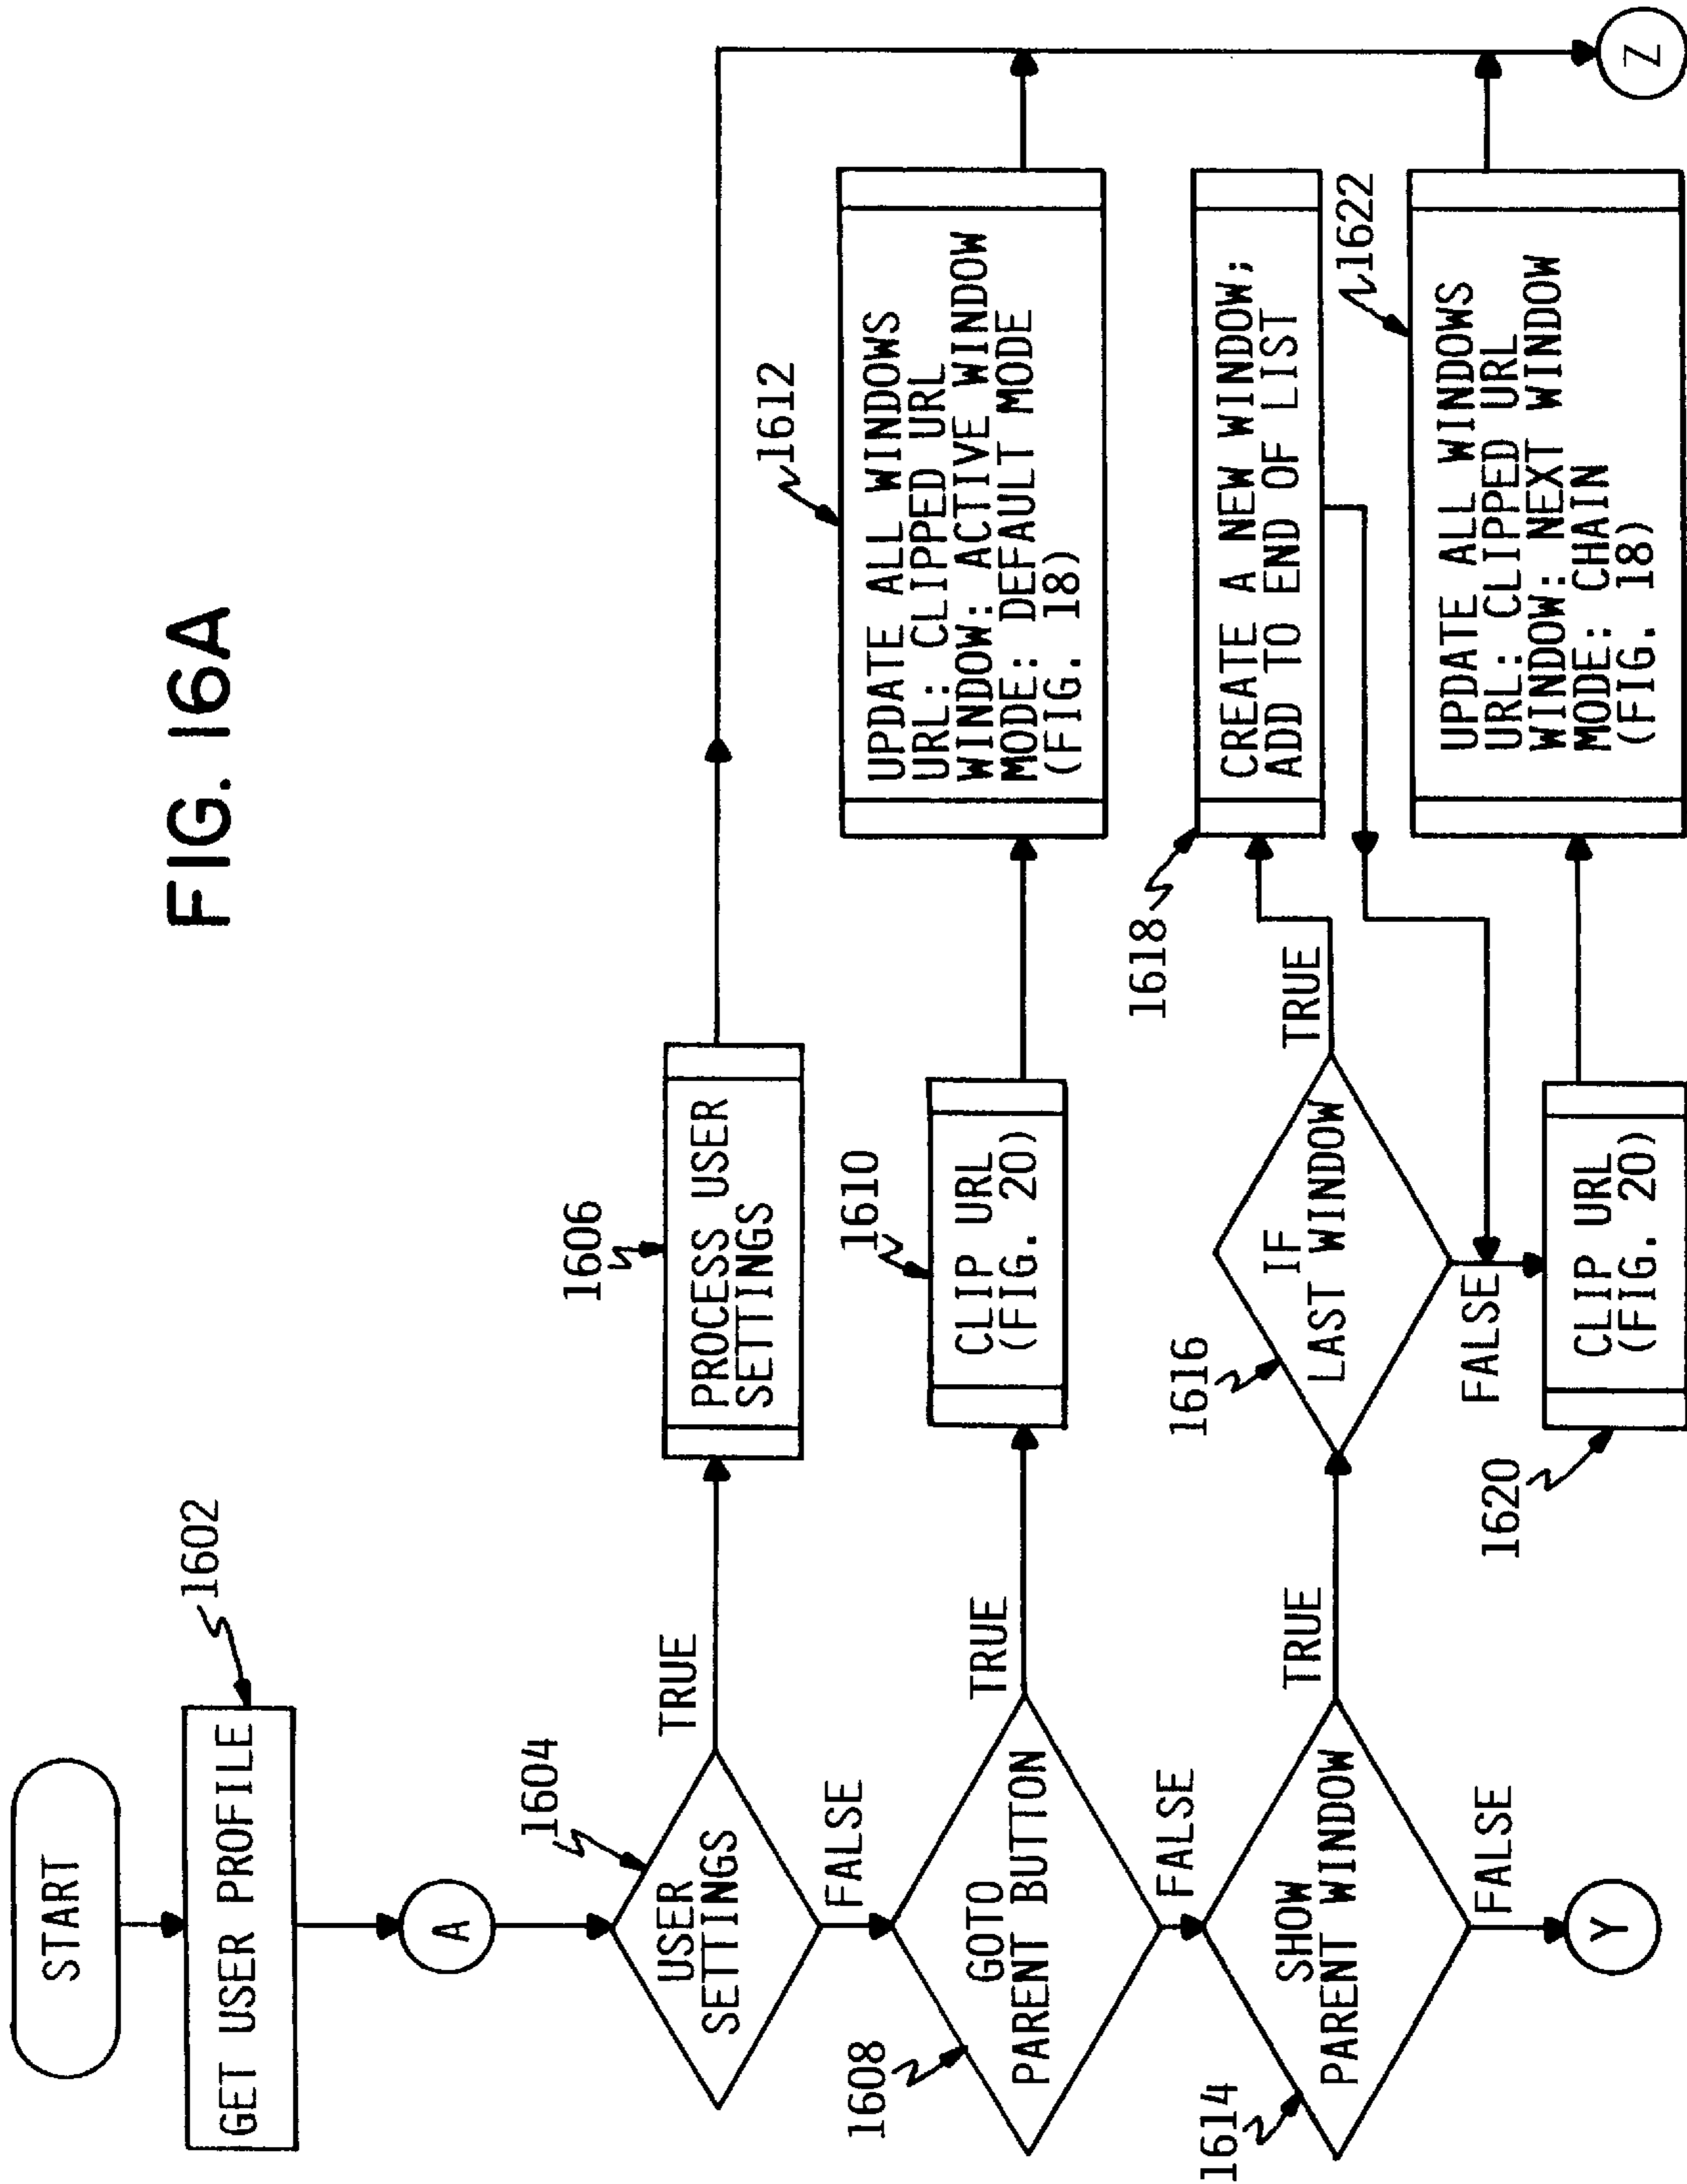 FIG. 16A
START
1602
GET USER PROFILE
A
1604
USER
SETTINGS
TRUE
FALSE
1606
PROCESS USER
SETTINGS
1608
GOTO
PARENT BUTTON
TRUE
FALSE
1610
CLIP URL
(FIG. 20)
1612
UPDATE ALL WINDOWS
URL: CLIPPED URL
WINDOW: ACTIVE WINDOW
MODE: DEFAULT MODE
(FIG. 18)
1614
SHOW
PARENT WINDOW
TRUE
FALSE
Y
1616
IF
LAST WINDOW
TRUE
FALSE
1618
CREATE A NEW WINDOW;
ADD TO END OF LIST
1620
CLIP URL
(FIG. 20)
1622
UPDATE ALL WINDOWS
URL: CLIPPED URL
WINDOW: NEXT WINDOW
MODE: CHAIN
(FIG. 18)
Z